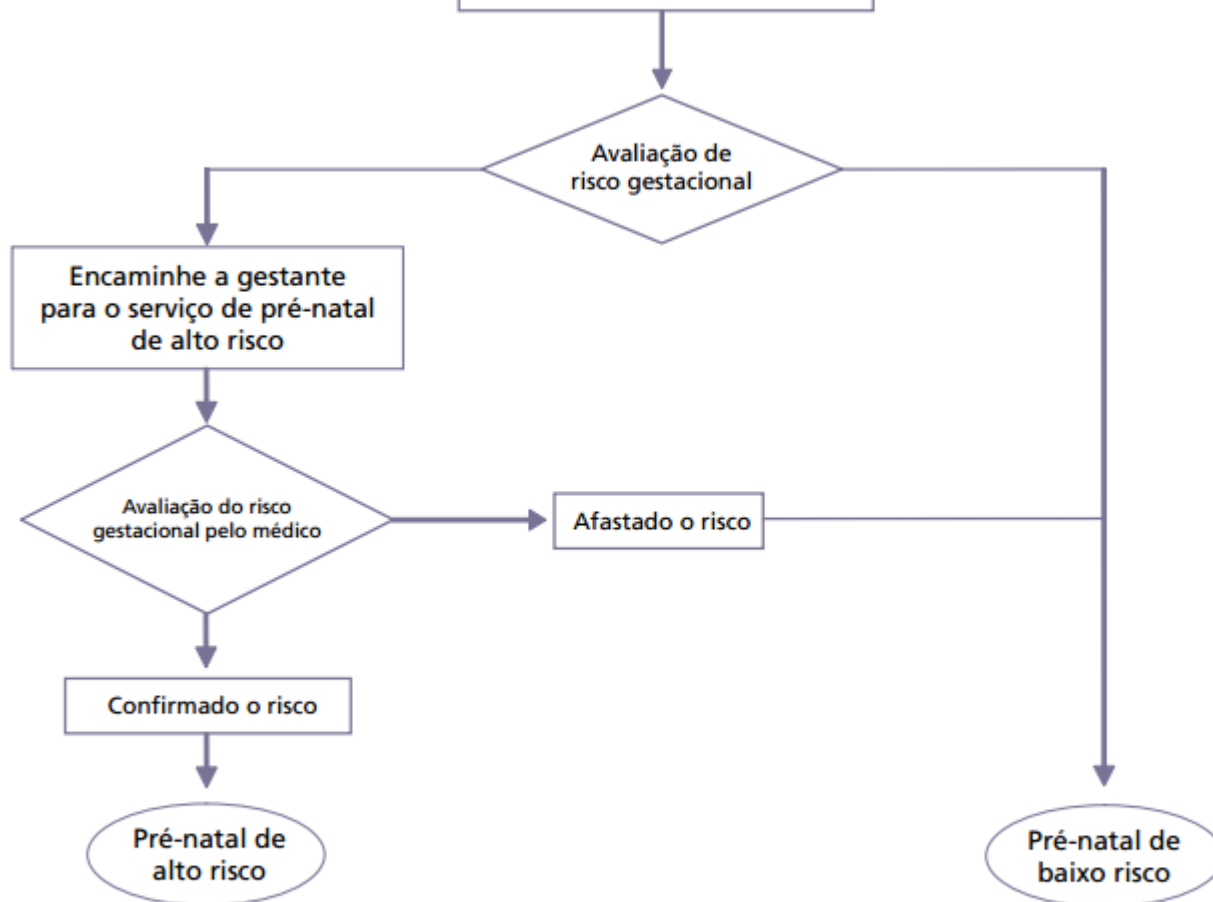 Avaliação de
risco gestacional
Encaminhe a gestante
para o serviço de pré-natal
de alto risco
Avaliação do risco
gestacional pelo médico
Afastado o risco
Confirmado o risco
Pré-natal de
alto risco
Pré-natal de
baixo risco